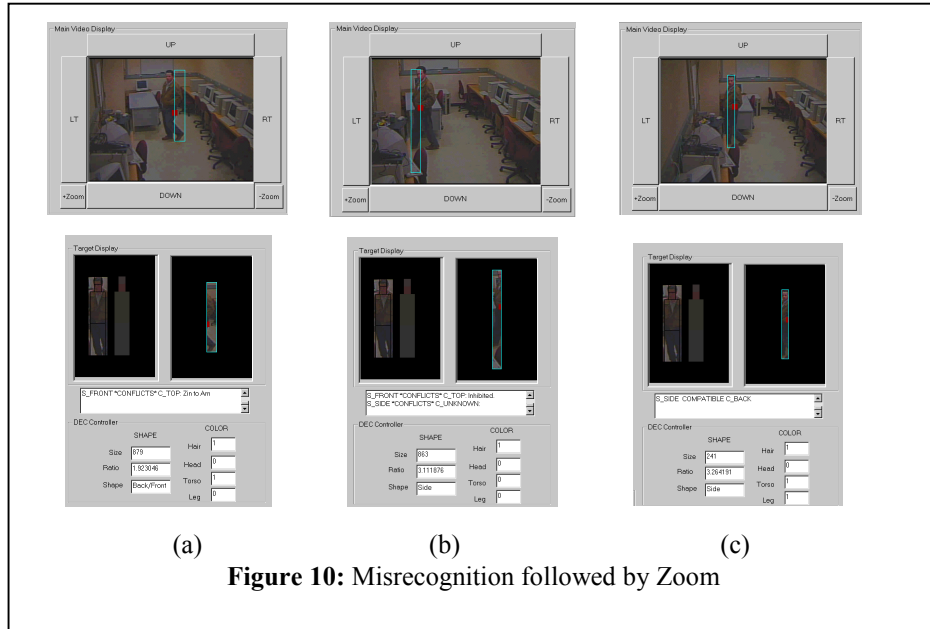 Main Video Display
UP
LT
RT
+Zoom
DOWN
-Zoom
Target Display
S_FRONT *CONFLICTS* C_TOP: Zin to Arn
DEC Controller
SHAPE
COLOR
Size 879
Hair 1
Ratio 1.923046
Head 0
Shape Back/Front
Torso 1
Leg 0
(a)
Main Video Display
UP
LT
RT
+Zoom
DOWN
-Zoom
Target Display
S_FRONT *CONFLICTS* C_TOP: Inhibited.
S_SIDE *CONFLICTS* C_UNKNOWN:
DEC Controller
SHAPE
COLOR
Size 863
Hair 1
Ratio 3.111876
Head 0
Shape Side
Torso 0
Leg 0
(b)
Main Video Display
UP
LT
RT
+Zoom
DOWN
-Zoom
Target Display
S_SIDE COMPATIBLE C_BACK
DEC Controller
SHAPE
COLOR
Size 241
Hair 1
Ratio 3.264191
Head 0
Shape Side
Torso 1
Leg 1
(c)
Figure 10: Misrecognition followed by Zoom